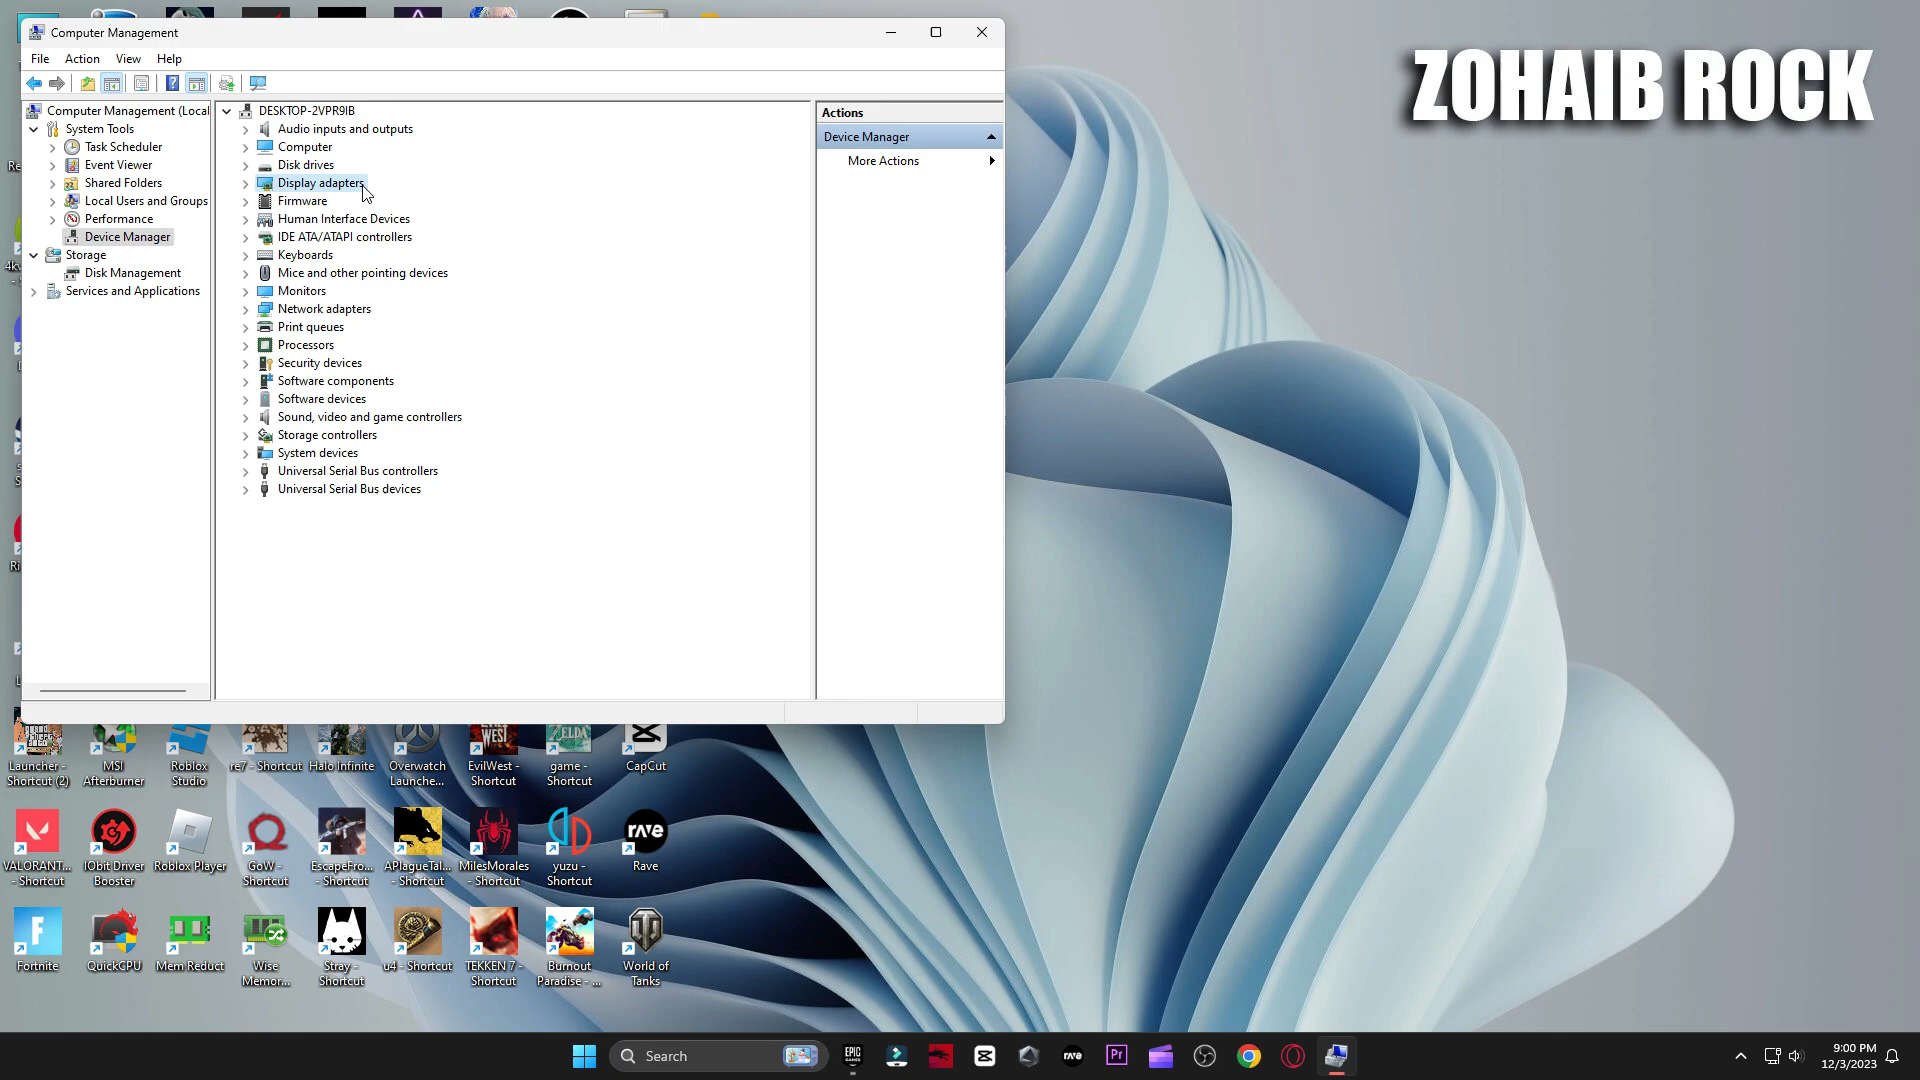 Computer Management
File Action View Help
Computer Management (Local
System Tools
Task Scheduler
Event Viewer
Shared Folders
Local Users and Groups
Performance
Device Manager
Storage
Disk Management
Services and Applications
DESKTOP-2VPR9IB
Audio inputs and outputs
Computer
Disk drives
Display adapters
Firmware
Human Interface Devices
IDE ATA/ATAPI controllers
Keyboards
Mice and other pointing devices
Monitors
Network adapters
Print queues
Processors
Security devices
Software components
Software devices
Sound, video and game controllers
Storage controllers
System devices
Universal Serial Bus controllers
Universal Serial Bus devices
Actions
Device Manager
More Actions
ZOHAIB ROCK
Launcher -
Shortcut (2)
MSI
Afterburner
Roblox
Studio
re7 - Shortcut
Halo Infinite
Overwatch
Launche...
EvilWest -
Shortcut
game -
Shortcut
CapCut
VALORANT...
- Shortcut
IObit Driver
Booster
Roblox Player
GoW -
Shortcut
EscapeFro...
- Shortcut
APlagueTal...
- Shortcut
MilesMorales
- Shortcut
yuzu -
Shortcut
rave
Rave
Fortnite
QuickCPU
Mem Reduct
Wise
Memor...
Stray -
Shortcut
u4 - Shortcut
TEKKEN 7 -
Shortcut
Burnout
Paradise - ...
World of
Tanks
Search
EPIC
GAMES
rave
Pr
9:00 PM
12/3/2023